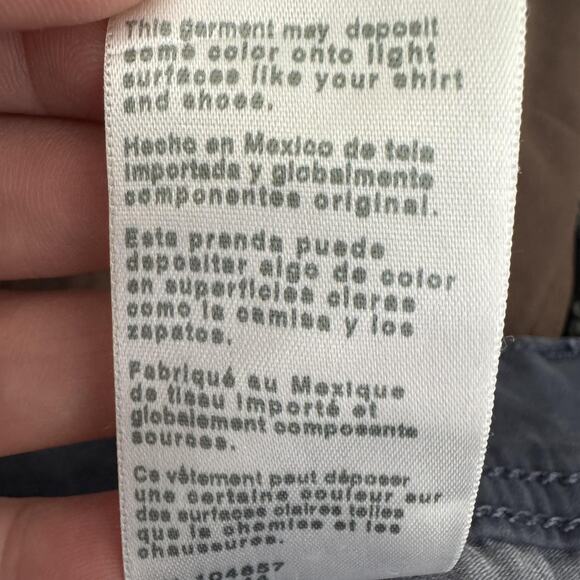 This garment may deposit
some color onto light
surfaces like your shirt
and shoes.
Hecho en Mexico de tela
importada y globalmente
componentes original.
Esta prenda puede
depositar algo de color
en superficies claras
como la camisa y los
zapatos.
Fabriqué au Mexique
de tissu importé et
globalement composante
sources.
Ce vêtement peut déposer
une certaine couleur sur
des surfaces claires telles
que la chemise et les
chaussures.
104857